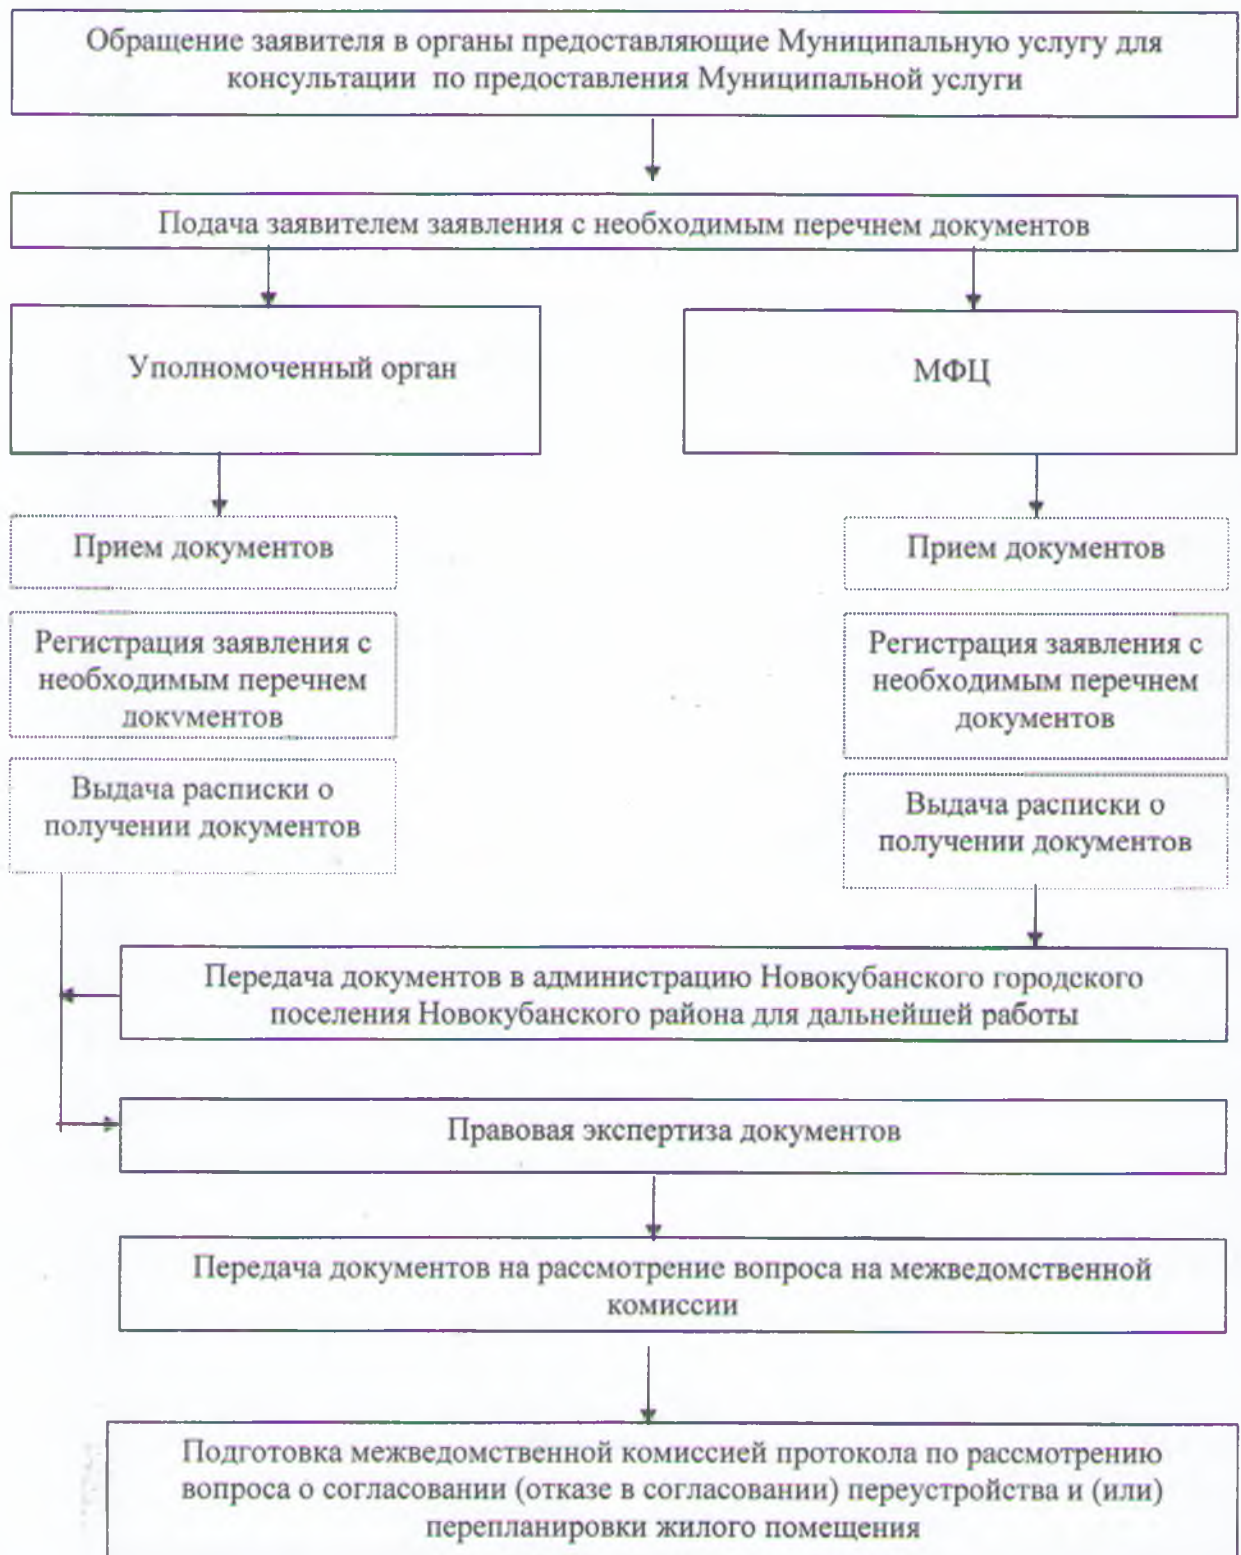 Обращение заявителя в органы предоставляющие Муниципальную услугу для
консультации по предоставления Муниципальной услуги
Подача заявителем заявления с необходимым перечнем документов
Уполномоченный орган
МФЦ
Прием документов
Прием документов
Регистрация заявления с
необходимым перечнем
документов
Регистрация заявления с
необходимым перечнем
документов
Выдача расписки о
получении документов
Выдача расписки о
получении документов
Передача документов в администрацию Новокубанского городского
поселения Новокубанского района для дальнейшей работы
Правовая экспертиза документов
Передача документов на рассмотрение вопроса на межведомственной
комиссии
Подготовка межведомственной комиссией протокола по рассмотрению
вопроса о согласовании (отказе в согласовании) переустройства и (или)
перепланировки жилого помещения